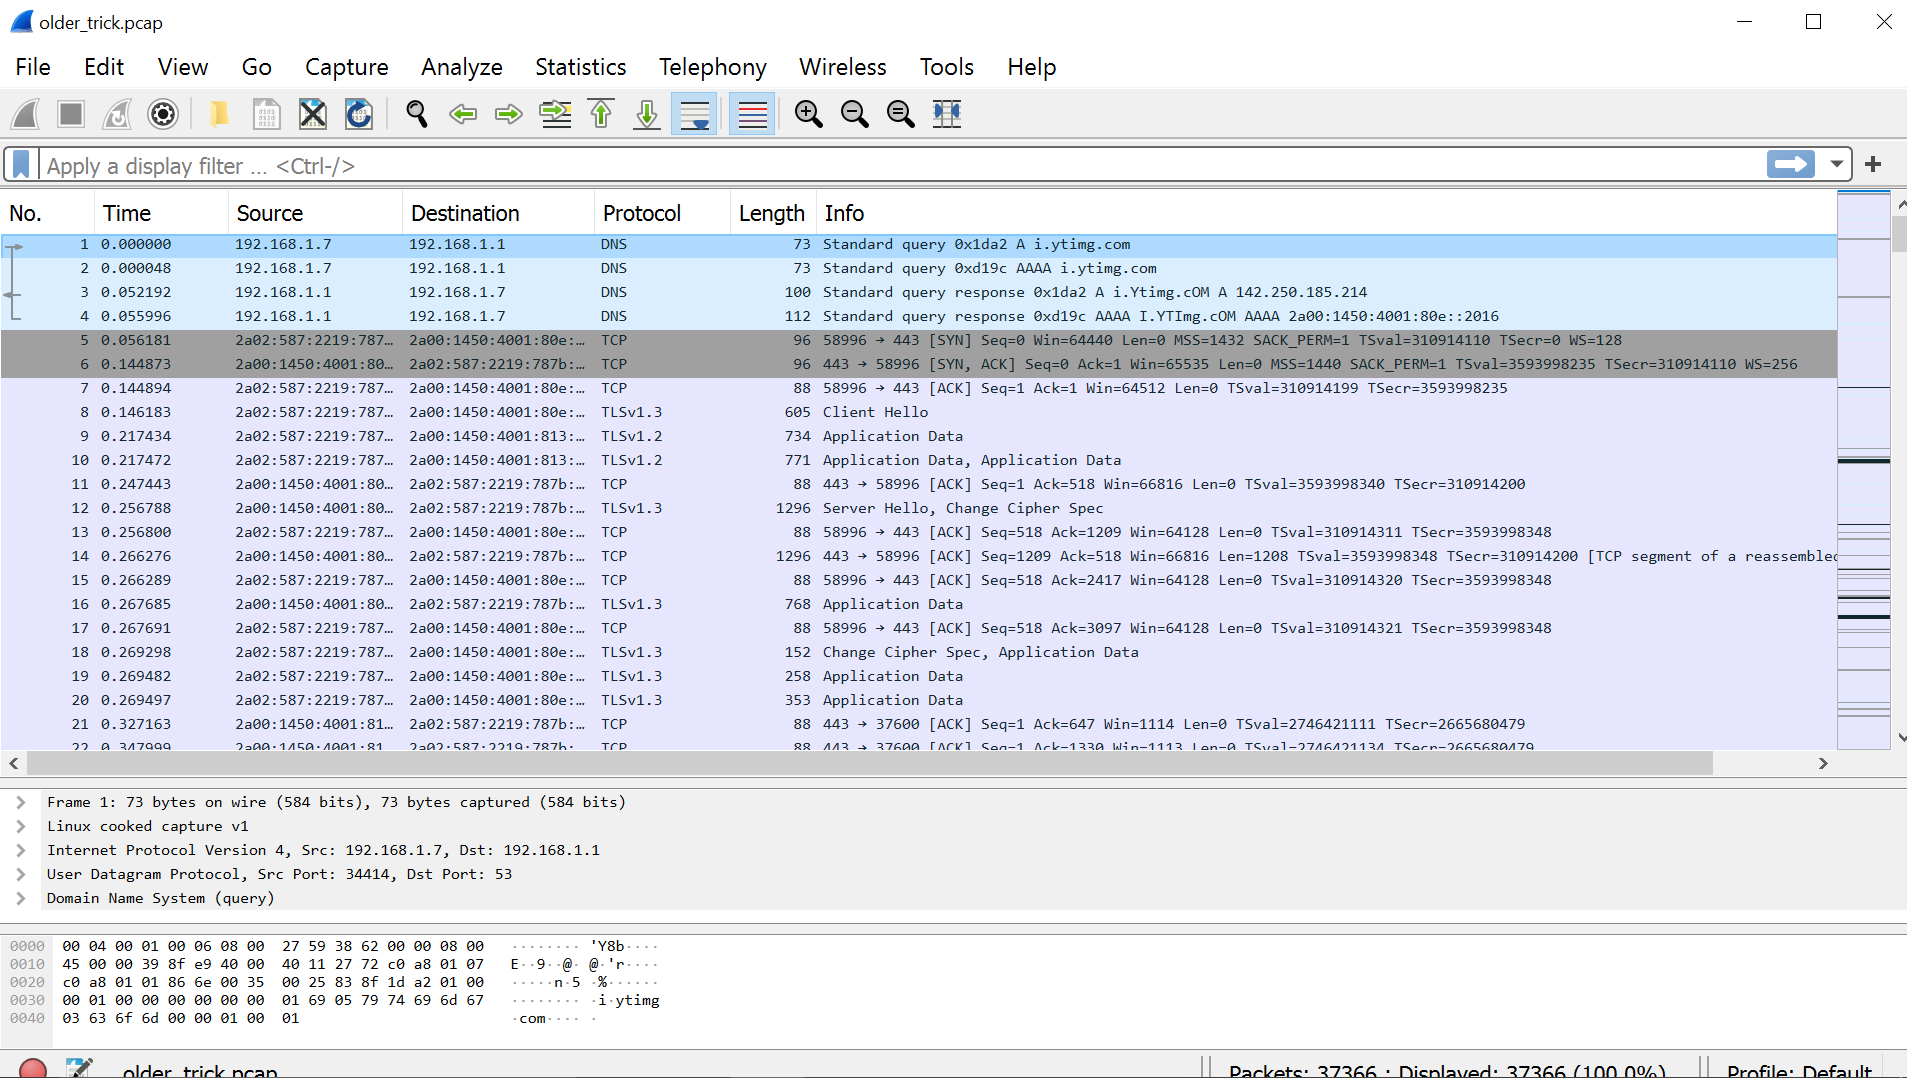 older_trick.pcap
File Edit View Go Capture Analyze Statistics Telephony Wireless Tools Help
Apply a display filter ... <Ctrl-/>
No. Time Source Destination Protocol Length Info
1 0.000000 192.168.1.7 192.168.1.1 DNS 73 Standard query 0x1da2 A i.ytimg.com
2 0.000048 192.168.1.7 192.168.1.1 DNS 73 Standard query 0xd19c AAAA i.ytimg.com
3 0.052192 192.168.1.1 192.168.1.7 DNS 100 Standard query response 0x1da2 A i.Ytimg.cOM A 142.250.185.214
4 0.055996 192.168.1.1 192.168.1.7 DNS 112 Standard query response 0xd19c AAAA I.YTImg.cOM AAAA 2a00:1450:4001:80e::2016
5 0.056181 2a02:587:2219:787… 2a00:1450:4001:80e:… TCP 96 58996 → 443 [SYN] Seq=0 Win=64440 Len=0 MSS=1432 SACK_PERM=1 TSval=310914110 TSecr=0 WS=128
6 0.144873 2a00:1450:4001:80… 2a02:587:2219:787b:… TCP 96 443 → 58996 [SYN, ACK] Seq=0 Ack=1 Win=65535 Len=0 MSS=1440 SACK_PERM=1 TSval=3593998235 TSecr=310914110 WS=256
7 0.144894 2a02:587:2219:787… 2a00:1450:4001:80e:… TCP 88 58996 → 443 [ACK] Seq=1 Ack=1 Win=64512 Len=0 TSval=310914199 TSecr=3593998235
8 0.146183 2a02:587:2219:787… 2a00:1450:4001:80e:… TLSv1.3 605 Client Hello
9 0.217434 2a02:587:2219:787… 2a00:1450:4001:813:… TLSv1.2 734 Application Data
10 0.217472 2a02:587:2219:787… 2a00:1450:4001:813:… TLSv1.2 771 Application Data, Application Data
11 0.247443 2a00:1450:4001:80… 2a02:587:2219:787b:… TCP 88 443 → 58996 [ACK] Seq=1 Ack=518 Win=66816 Len=0 TSval=3593998340 TSecr=310914200
12 0.256788 2a00:1450:4001:80… 2a02:587:2219:787b:… TLSv1.3 1296 Server Hello, Change Cipher Spec
13 0.256800 2a02:587:2219:787… 2a00:1450:4001:80e:… TCP 88 58996 → 443 [ACK] Seq=518 Ack=1209 Win=64128 Len=0 TSval=310914311 TSecr=3593998348
14 0.266276 2a00:1450:4001:80… 2a02:587:2219:787b:… TCP 1296 443 → 58996 [ACK] Seq=1209 Ack=518 Win=66816 Len=1208 TSval=3593998348 TSecr=310914200 [TCP segment of a reassembled
15 0.266289 2a02:587:2219:787… 2a00:1450:4001:80e:… TCP 88 58996 → 443 [ACK] Seq=518 Ack=2417 Win=64128 Len=0 TSval=310914320 TSecr=3593998348
16 0.267685 2a00:1450:4001:80… 2a02:587:2219:787b:… TLSv1.3 768 Application Data
17 0.267691 2a02:587:2219:787… 2a00:1450:4001:80e:… TCP 88 58996 → 443 [ACK] Seq=518 Ack=3097 Win=64128 Len=0 TSval=310914321 TSecr=3593998348
18 0.269298 2a02:587:2219:787… 2a00:1450:4001:80e:… TLSv1.3 152 Change Cipher Spec, Application Data
19 0.269482 2a02:587:2219:787… 2a00:1450:4001:80e:… TLSv1.3 258 Application Data
20 0.269497 2a02:587:2219:787… 2a00:1450:4001:80e:… TLSv1.3 353 Application Data
21 0.327163 2a00:1450:4001:81… 2a02:587:2219:787b:… TCP 88 443 → 37600 [ACK] Seq=1 Ack=647 Win=1114 Len=0 TSval=2746421111 TSecr=2665680479
22 0.347999 2a00:1450:4001:81… 2a02:587:2219:787b:… TCP 88 443 → 37600 [ACK] Seq=1 Ack=1330 Win=1113 Len=0 TSval=2746421134 TSecr=2665680479
Frame 1: 73 bytes on wire (584 bits), 73 bytes captured (584 bits)
Linux cooked capture v1
Internet Protocol Version 4, Src: 192.168.1.7, Dst: 192.168.1.1
User Datagram Protocol, Src Port: 34414, Dst Port: 53
Domain Name System (query)
0000 00 04 00 01 00 06 08 00 27 59 38 62 00 00 08 00 ········ 'Y8b····
0010 45 00 00 39 8f e9 40 00 40 11 27 72 c0 a8 01 07 E··9··@· @·'r····
0020 c0 a8 01 01 86 6e 00 35 00 25 83 8f 1d a2 01 00 ·····n·5 ·%······
0030 00 01 00 00 00 00 00 00 01 69 05 79 74 69 6d 67 ········ ·i·ytimg
0040 03 63 6f 6d 00 00 01 00 01 ·com···· ·
older_trick.pcap Packets: 37366 · Displayed: 37366 (100.0%) Profile: Default